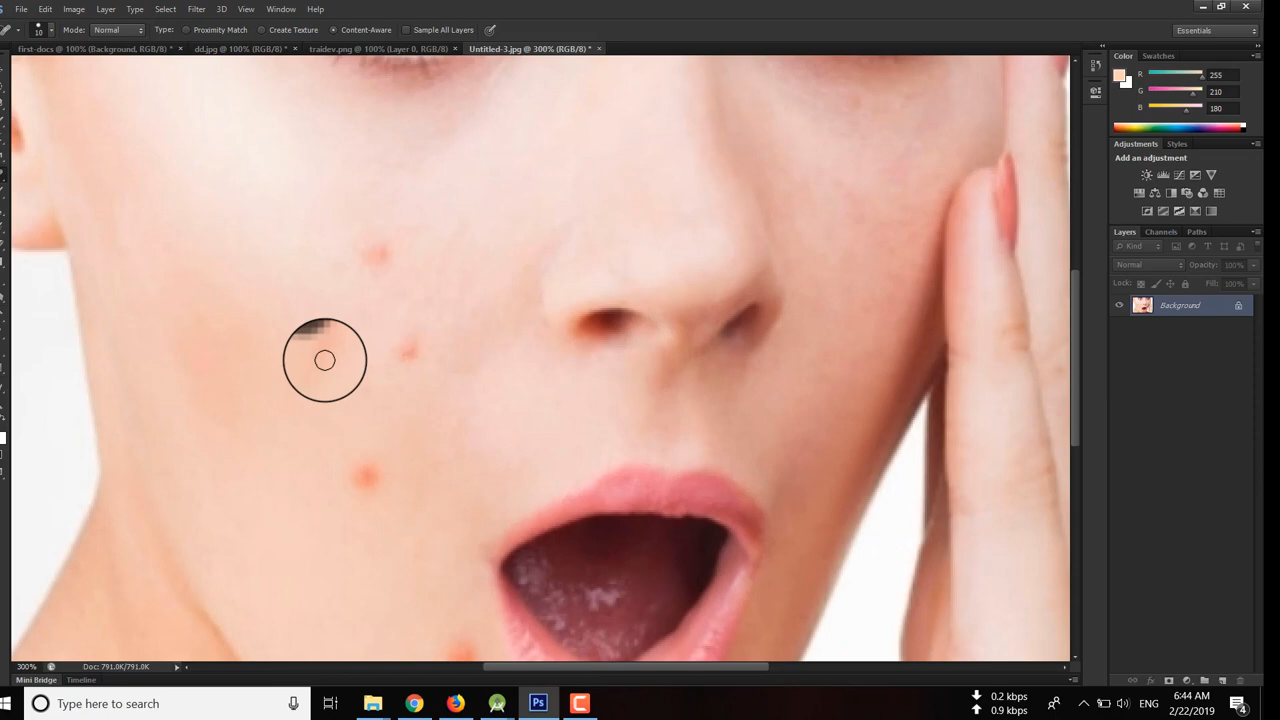 File Edit Image Layer Type Select Filter 3D View Window Help
10 Mode: Normal Type: Proximity Match Create Texture Content-Aware Sample All Layers Essentials
first-docs @ 100% (Background, RGB/8) * × dd.jpg @ 100% (RGB/8) * × traidev.png @ 100% (Layer 0, RGB/8) × Untitled-3.jpg @ 300% (RGB/8) * ×
Color Swatches
R 255
G 210
B 180
Adjustments Styles
Add an adjustment
Layers Channels Paths
Kind
Normal Opacity: 100%
Lock: Fill: 100%
Background
300% Doc: 791.0K/791.0K
Mini Bridge Timeline
Type here to search
Ps
0.2 kbps
0.9 kbps
ENG
6:44 AM
2/22/2019
4